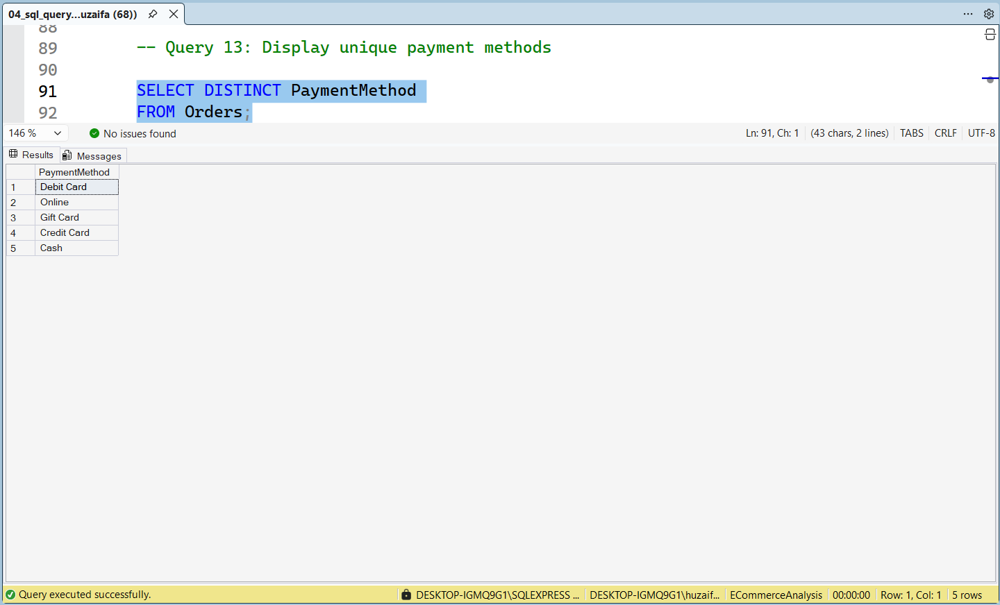 04_sql_query...uzaifa (68))
88
89 -- Query 13: Display unique payment methods
90
91 SELECT DISTINCT PaymentMethod
92 FROM Orders;
146 % No issues found Ln: 91, Ch: 1 (43 chars, 2 lines) TABS CRLF UTF-8
Results Messages
PaymentMethod
1 Debit Card
2 Online
3 Gift Card
4 Credit Card
5 Cash
Query executed successfully. DESKTOP-IGMQ9G1\SQLEXPRESS ... DESKTOP-IGMQ9G1\huzaif... ECommerceAnalysis 00:00:00 Row: 1, Col: 1 5 rows